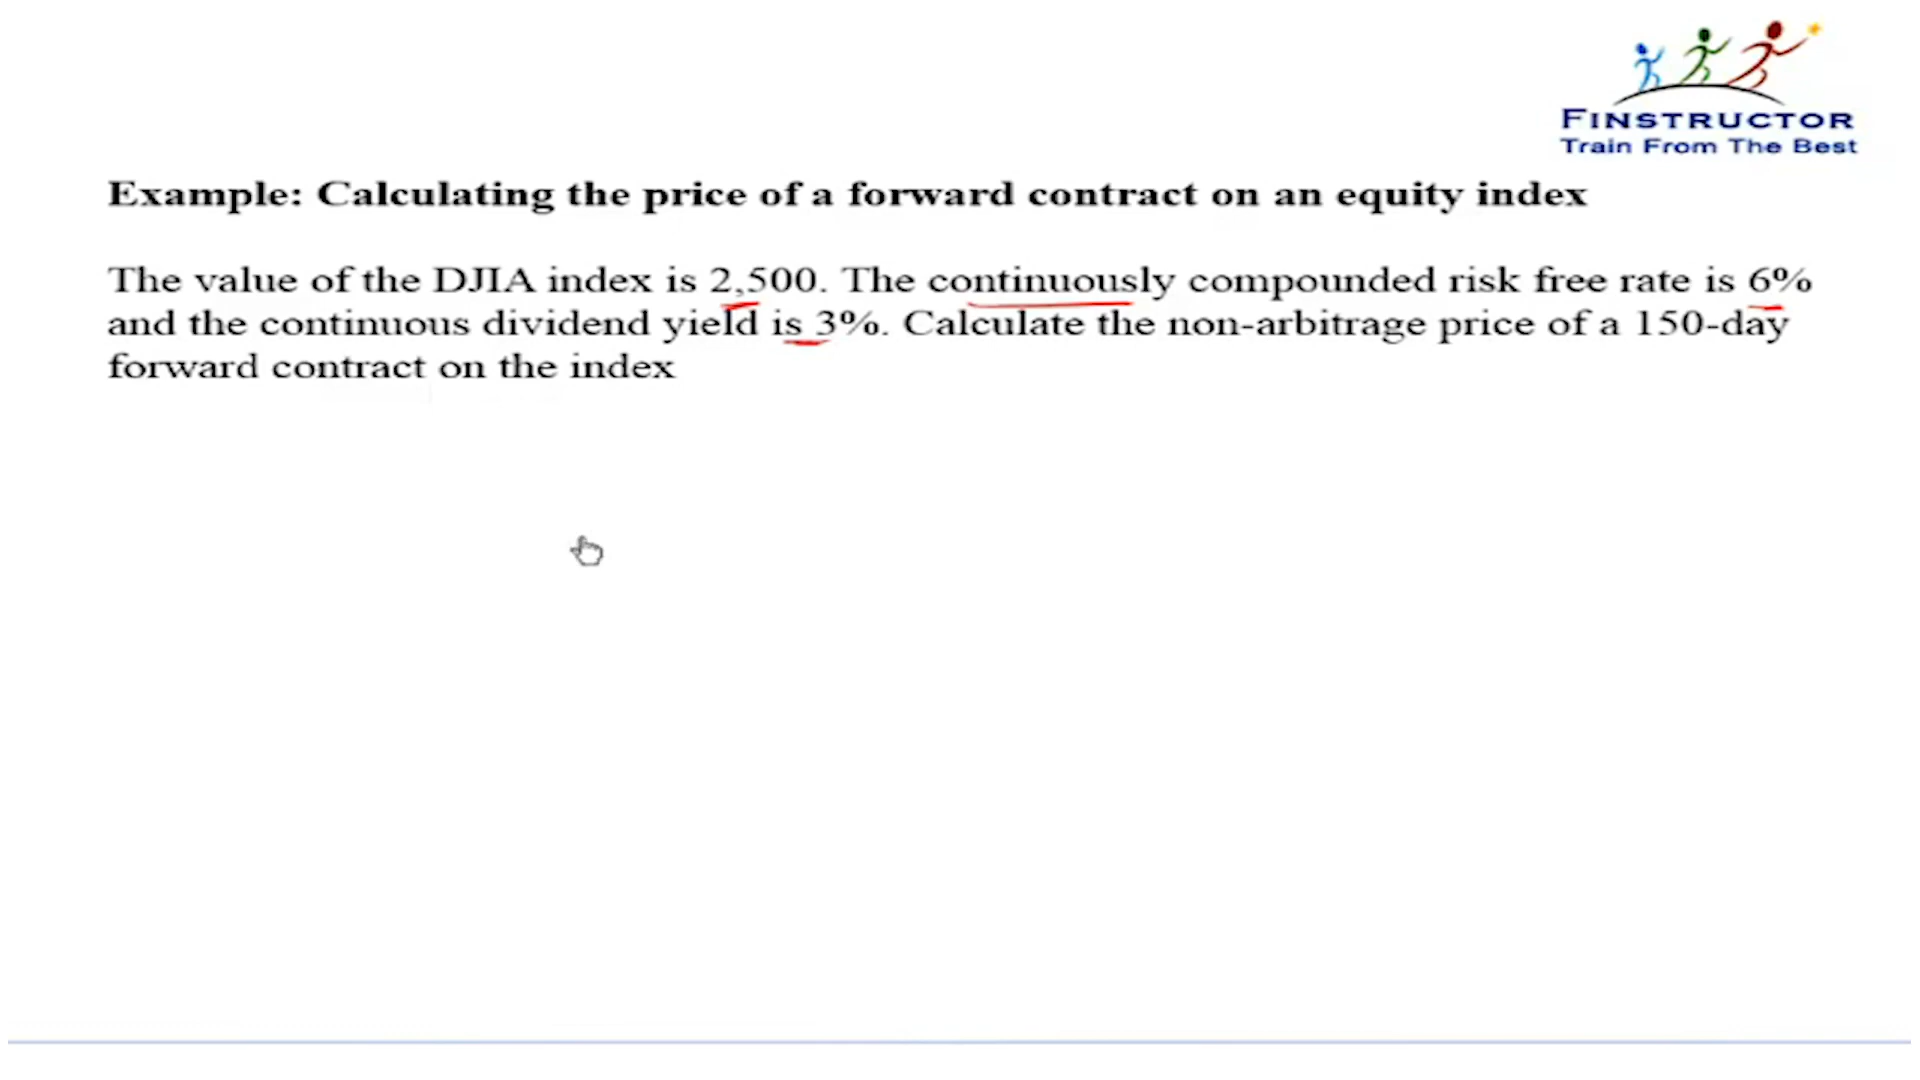 FINSTRUCTOR
Train From The Best
Example: Calculating the price of a forward contract on an equity index
The value of the DJIA index is 2,500. The continuously compounded risk free rate is 6%
and the continuous dividend yield is 3%. Calculate the non-arbitrage price of a 150-day
forward contract on the index